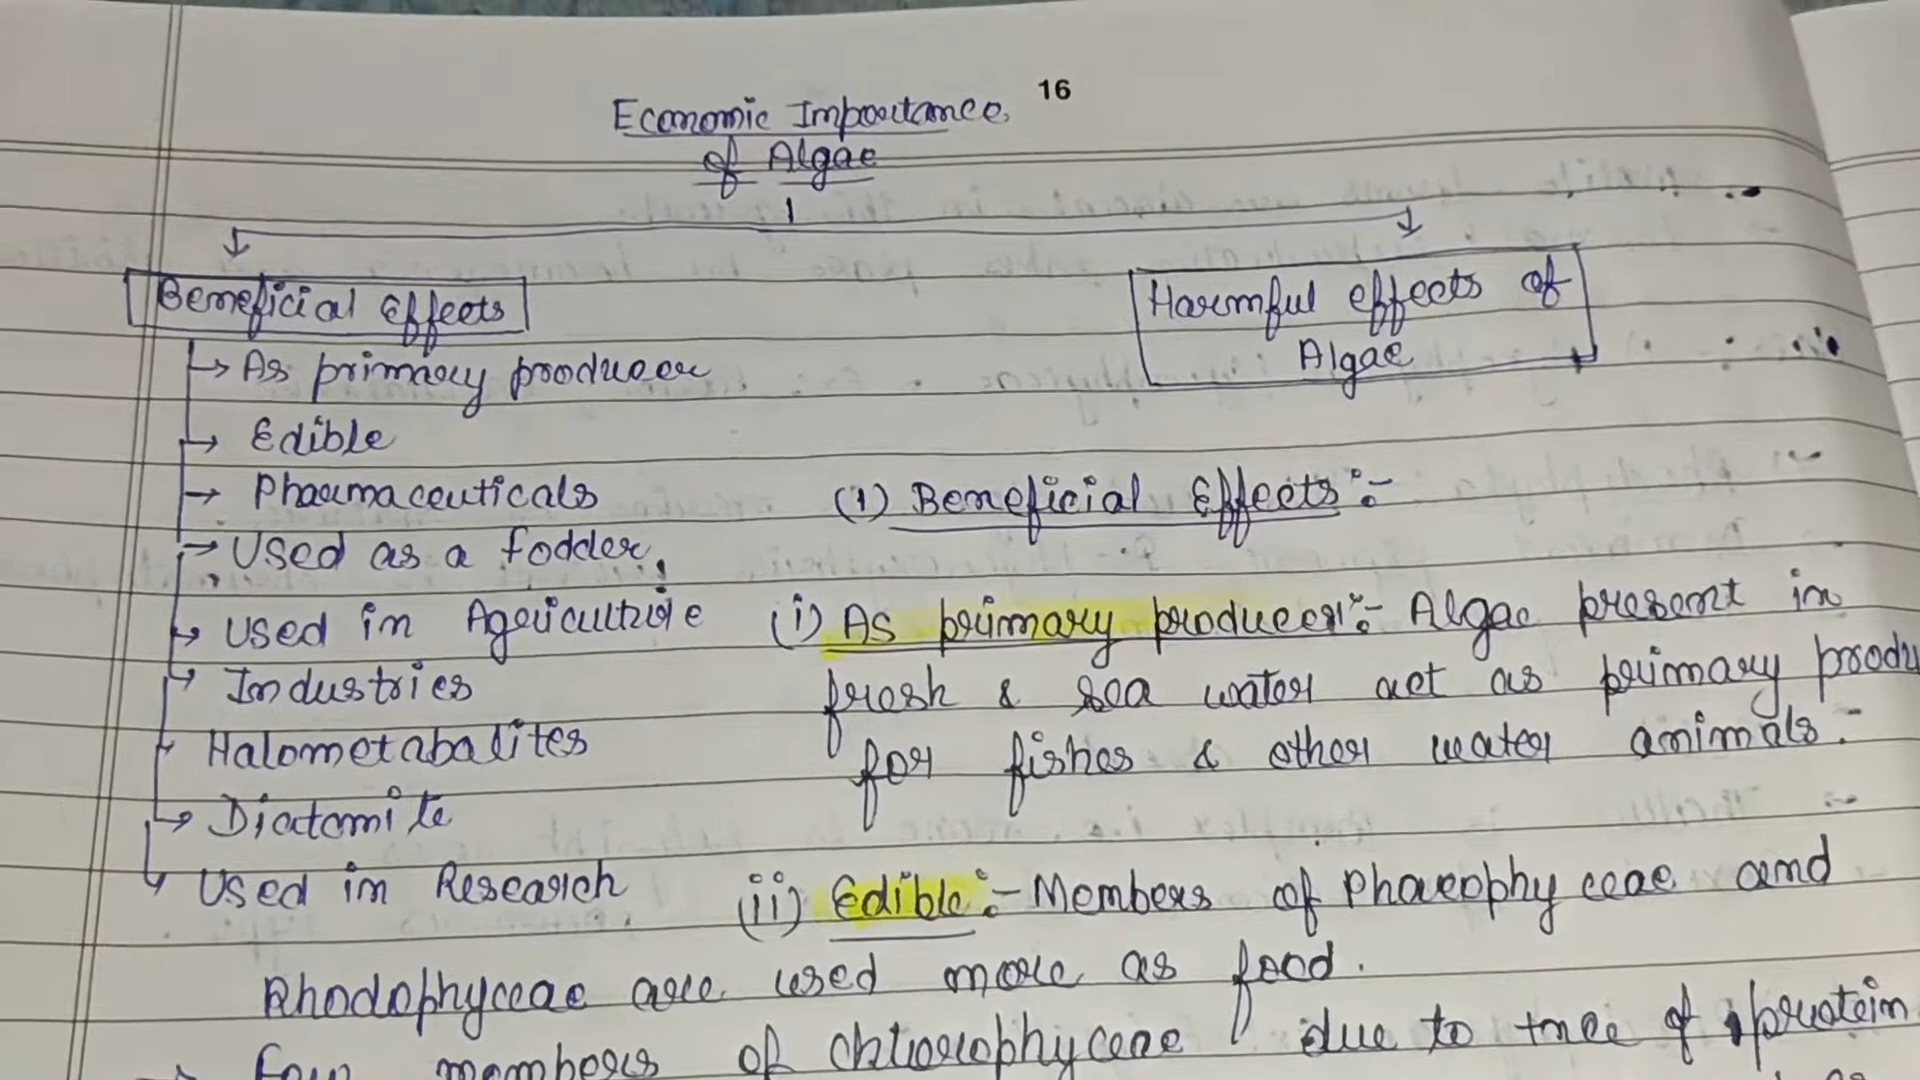 16
Economic Importance
of Algae
Beneficial Effects
Harmful effects of
Algae
→ As primary producer
→ Edible
→ Pharmaceuticals
→ Used as a fodder
→ Used in Agriculture
→ Industries
Halometabalites
→ Diatomite
Used in Research
(1) Beneficial Effects :-
(i) As primary producer :- Algae present in
fresh & sea water act as primary produ
for fishes & other water animals.
(ii) Edible :- Members of Phaeophyceae and
Rhodophyceae are used more as food.
→ Few members of chlorophyceae due to
of protein